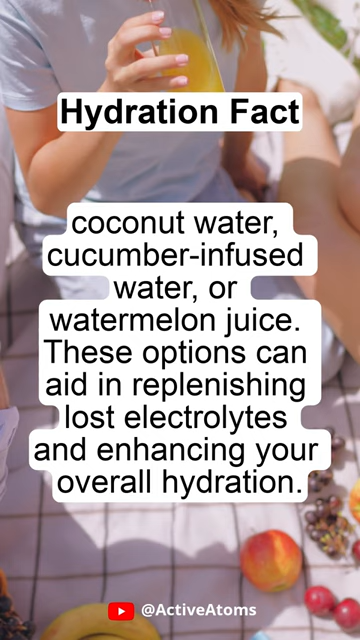 Hydration Fact
coconut water,
cucumber-infused
water, or
watermelon juice.
These options can
aid in replenishing
lost electrolytes
and enhancing your
overall hydration.
@ActiveAtoms